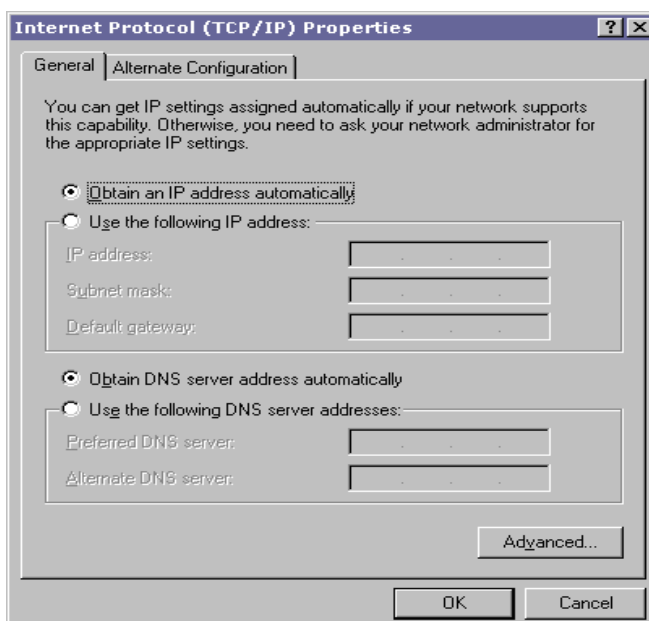 Internet Protocol (TCP/IP) Properties
General
Alternate Configuration
You can get IP settings assigned automatically if your network supports
this capability. Otherwise, you need to ask your network administrator for
the appropriate IP settings.
Obtain an IP address automatically
Use the following IP address:
IP address:
Subnet mask:
Default gateway:
Obtain DNS server address automatically
Use the following DNS server addresses:
Preferred DNS server:
Alternate DNS server:
Advanced...
OK
Cancel